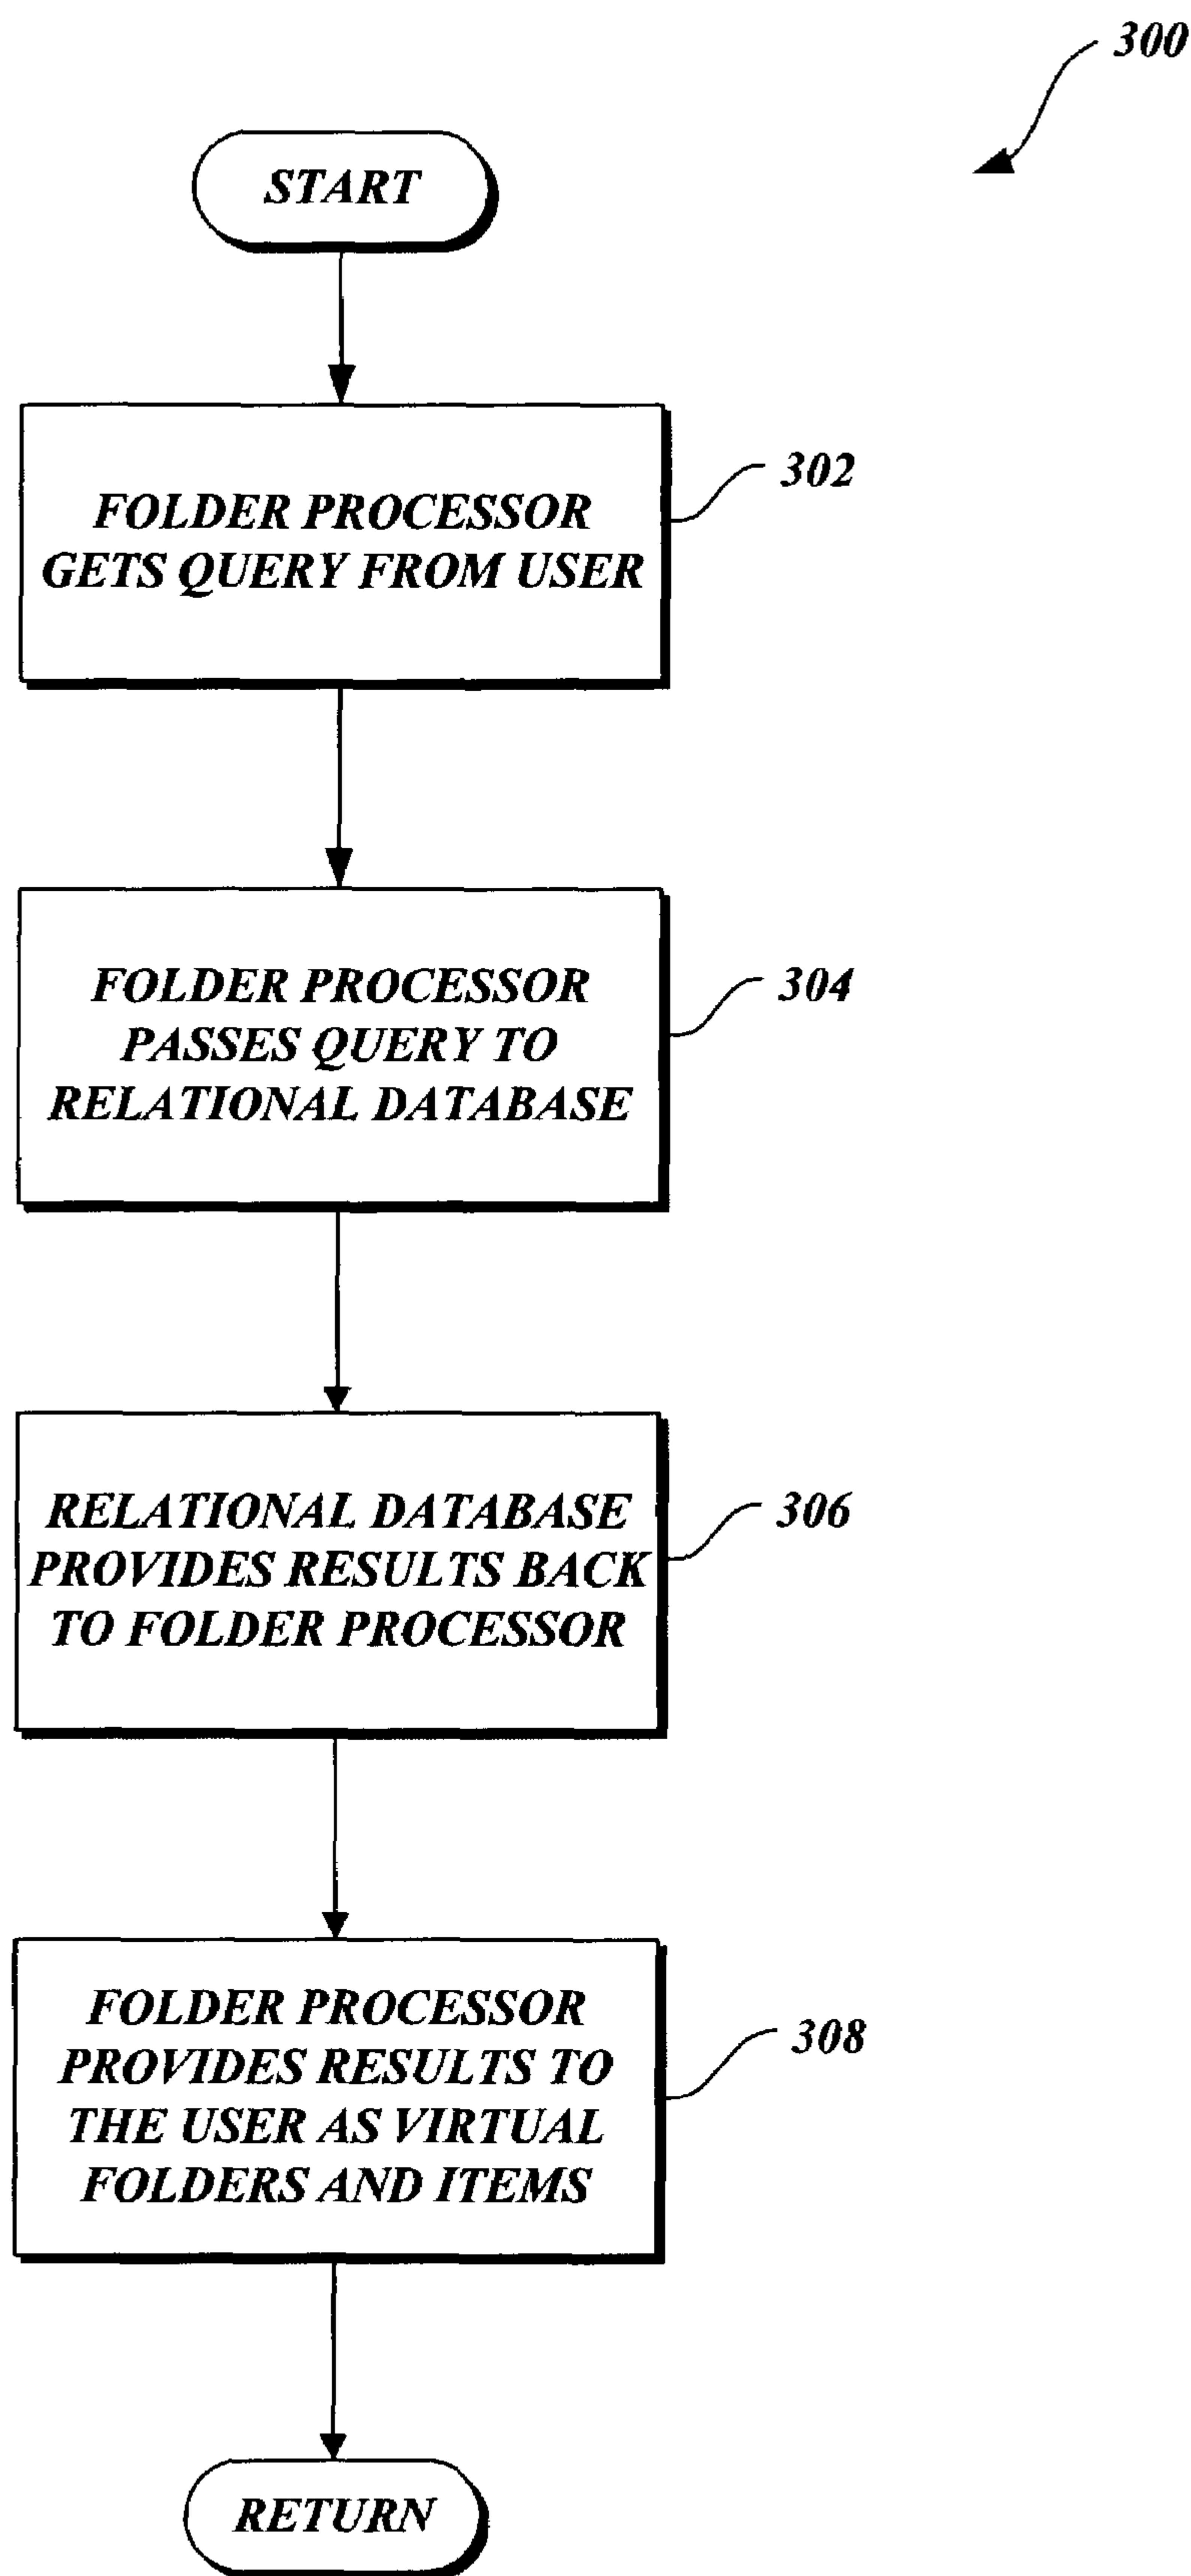 300
START
FOLDER PROCESSOR
GETS QUERY FROM USER
302
FOLDER PROCESSOR
PASSES QUERY TO
RELATIONAL DATABASE
304
RELATIONAL DATABASE
PROVIDES RESULTS BACK
TO FOLDER PROCESSOR
306
FOLDER PROCESSOR
PROVIDES RESULTS TO
THE USER AS VIRTUAL
FOLDERS AND ITEMS
308
RETURN